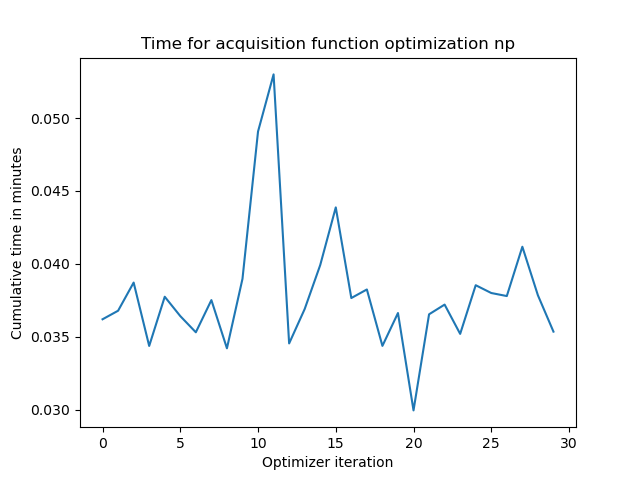 Time for acquisition function optimization np
Cumulative time in minutes
0.050
0.045
0.040
0.035
0.030
0 5 10 15 20 25 30
Optimizer iteration